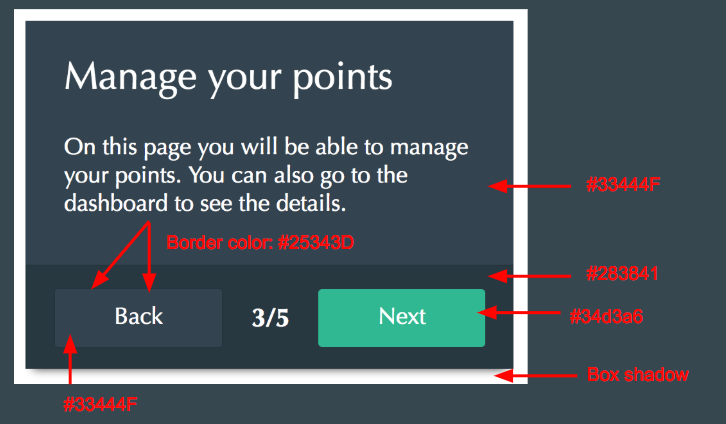 Manage your points
On this page you will be able to manage
your points. You can also go to the
dashboard to see the details.
#33444F
Border color: #25343D
#283841
Back
3/5
Next
#34d3a6
Box shadow
#33444F